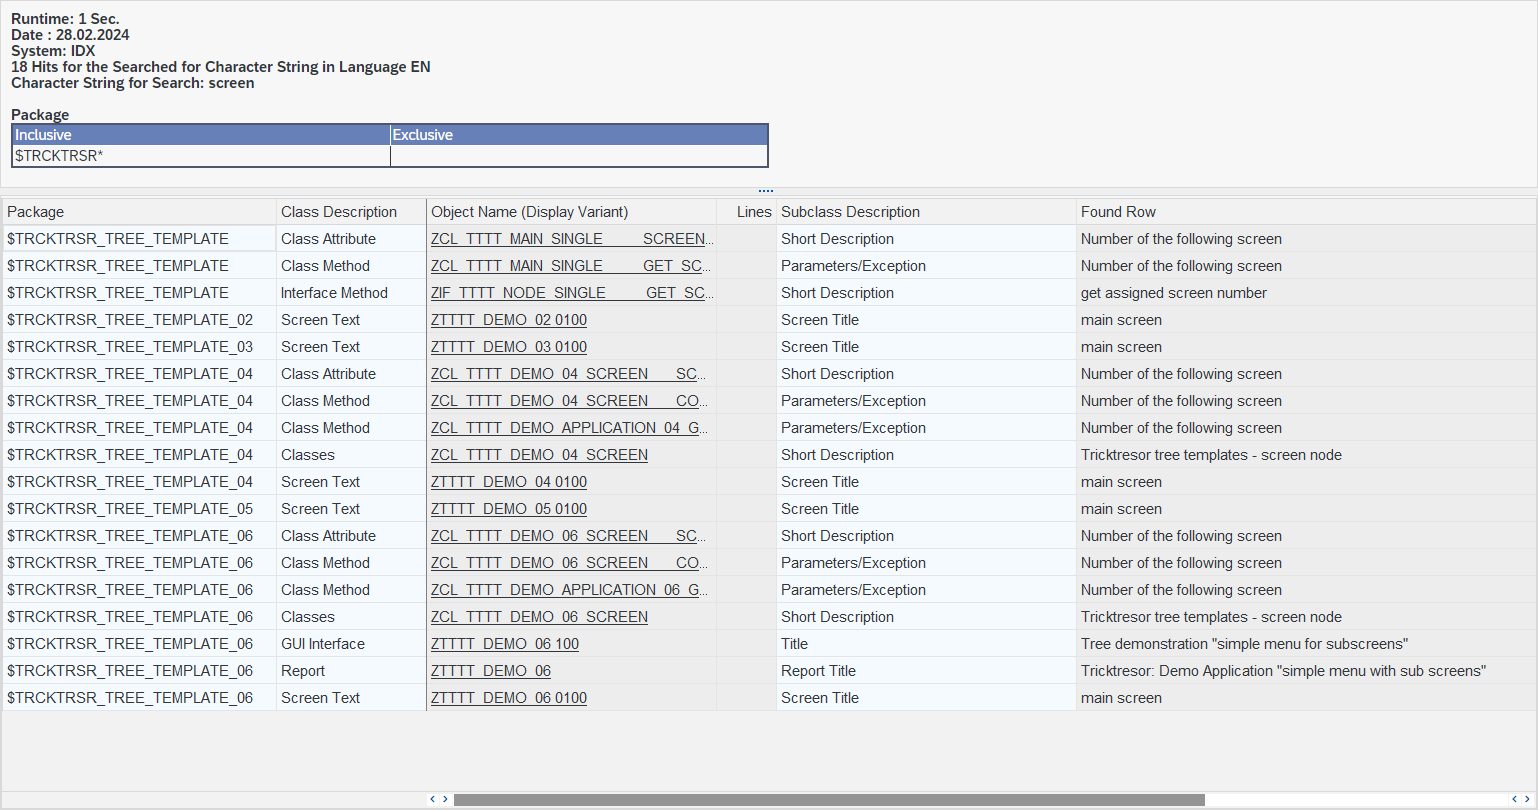 Runtime: 1 Sec.
Date : 28.02.2024
System: IDX
18 Hits for the Searched for Character String in Language EN
Character String for Search: screen
Package
Inclusive Exclusive
$TRCKTRSR*
Package Class Description Object Name (Display Variant) Lines Subclass Description Found Row
$TRCKTRSR_TREE_TEMPLATE Class Attribute ZCL_TTTT_MAIN_SINGLE SCREEN... Short Description Number of the following screen
$TRCKTRSR_TREE_TEMPLATE Class Method ZCL_TTTT_MAIN_SINGLE GET_SC... Parameters/Exception Number of the following screen
$TRCKTRSR_TREE_TEMPLATE Interface Method ZIF_TTTT_NODE_SINGLE GET_SC... Short Description get assigned screen number
$TRCKTRSR_TREE_TEMPLATE_02 Screen Text ZTTTT_DEMO_02 0100 Screen Title main screen
$TRCKTRSR_TREE_TEMPLATE_03 Screen Text ZTTTT_DEMO_03 0100 Screen Title main screen
$TRCKTRSR_TREE_TEMPLATE_04 Class Attribute ZCL_TTTT_DEMO_04_SCREEN SC... Short Description Number of the following screen
$TRCKTRSR_TREE_TEMPLATE_04 Class Method ZCL_TTTT_DEMO_04_SCREEN CO... Parameters/Exception Number of the following screen
$TRCKTRSR_TREE_TEMPLATE_04 Class Method ZCL_TTTT_DEMO_APPLICATION_04 G... Parameters/Exception Number of the following screen
$TRCKTRSR_TREE_TEMPLATE_04 Classes ZCL_TTTT_DEMO_04_SCREEN Short Description Tricktresor tree templates - screen node
$TRCKTRSR_TREE_TEMPLATE_04 Screen Text ZTTTT_DEMO_04 0100 Screen Title main screen
$TRCKTRSR_TREE_TEMPLATE_05 Screen Text ZTTTT_DEMO_05 0100 Screen Title main screen
$TRCKTRSR_TREE_TEMPLATE_06 Class Attribute ZCL_TTTT_DEMO_06_SCREEN SC... Short Description Number of the following screen
$TRCKTRSR_TREE_TEMPLATE_06 Class Method ZCL_TTTT_DEMO_06_SCREEN CO... Parameters/Exception Number of the following screen
$TRCKTRSR_TREE_TEMPLATE_06 Class Method ZCL_TTTT_DEMO_APPLICATION_06 G... Parameters/Exception Number of the following screen
$TRCKTRSR_TREE_TEMPLATE_06 Classes ZCL_TTTT_DEMO_06_SCREEN Short Description Tricktresor tree templates - screen node
$TRCKTRSR_TREE_TEMPLATE_06 GUI Interface ZTTTT_DEMO_06 100 Title Tree demonstration "simple menu for subscreens"
$TRCKTRSR_TREE_TEMPLATE_06 Report ZTTTT_DEMO_06 Report Title Tricktresor: Demo Application "simple menu with sub screens"
$TRCKTRSR_TREE_TEMPLATE_06 Screen Text ZTTTT_DEMO_06 0100 Screen Title main screen